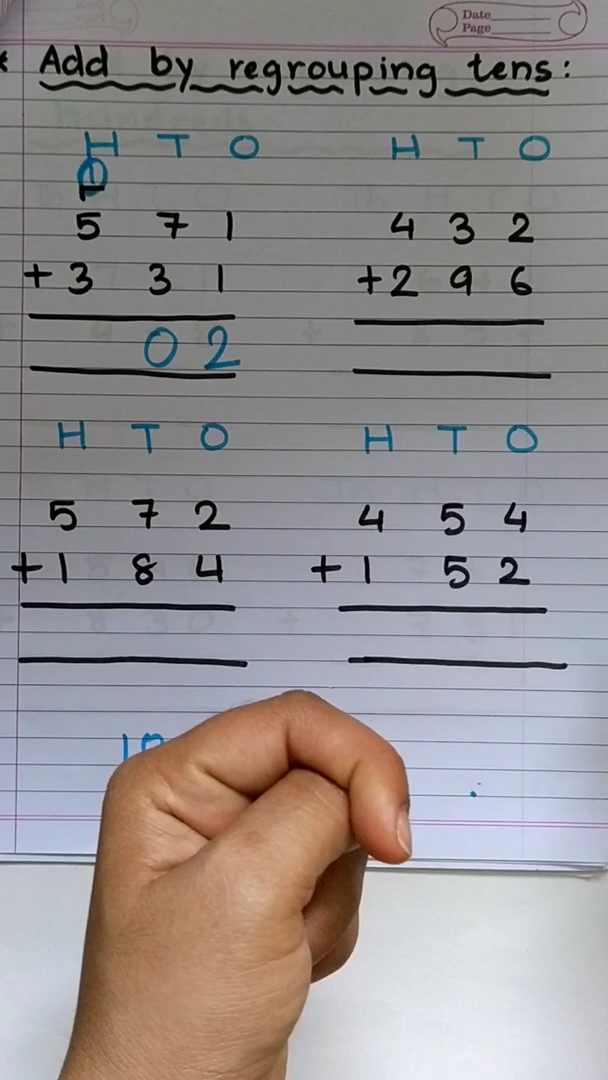 Date
Page
Add by regrouping tens:
H T O H T O
1
5 7 1 4 3 2
+3 3 1 +2 9 6
0 2
H T O H T O
5 7 2 4 5 4
+1 8 4 +1 5 2